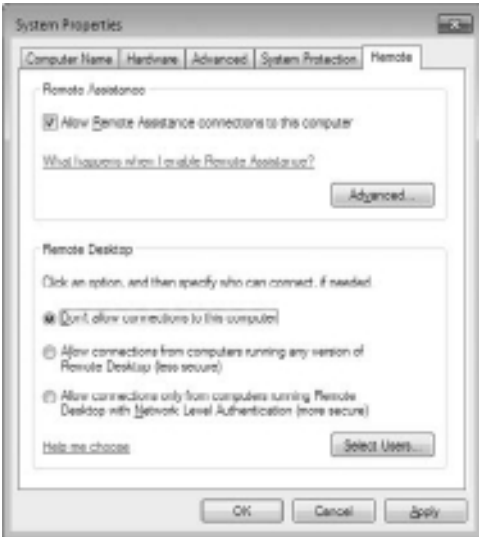 System Properties
Computer Name Hardware Advanced System Protection Remote
Remote Assistance
Allow Remote Assistance connections to this computer
What happens when I enable Remote Assistance?
Advanced...
Remote Desktop
Click an option, and then specify who can connect, if needed.
Don't allow connections to this computer
Allow connections from computers running any version of
Remote Desktop (less secure)
Allow connections only from computers running Remote
Desktop with Network Level Authentication (more secure)
Help me choose Select Users...
OK Cancel Apply